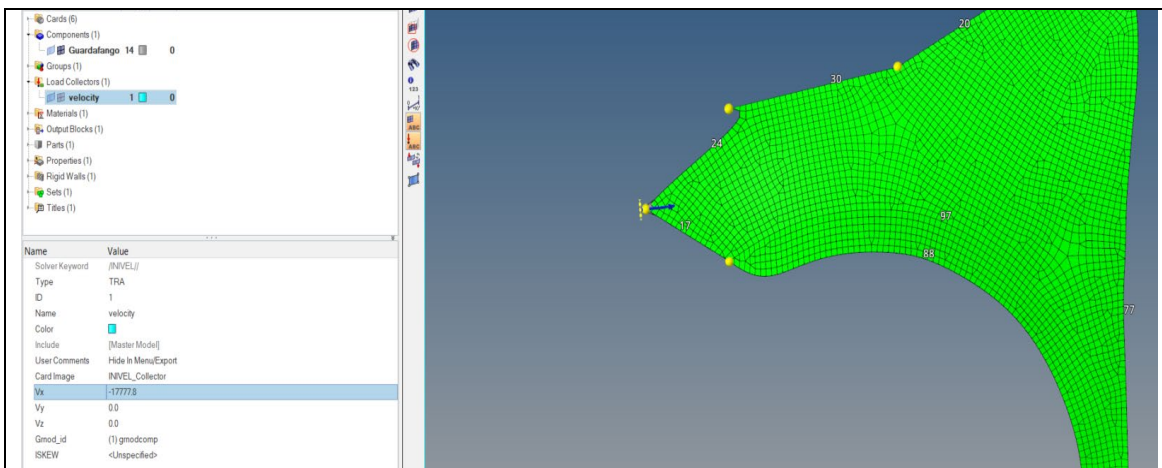 Cards (6)
Components (1)
Guardafango 14 0
Groups (1)
Load Collectors (1)
velocity 1 0
Materials (1)
Output Blocks (1)
Parts (1)
Properties (1)
Rigid Walls (1)
Sets (1)
Titles (1)
Name Value
Solver Keyword /INIVEL//
Type TRA
ID 1
Name velocity
Color
Include [Master Model]
User Comments Hide In Menu/Export
Card Image INIVEL_Collector
Vx -17777.8
Vy 0.0
Vz 0.0
Gmod_id (1) gmodcomp
ISKEW <Unspecified>
123
ABC
ABC
20
30
24
17
97
88
77